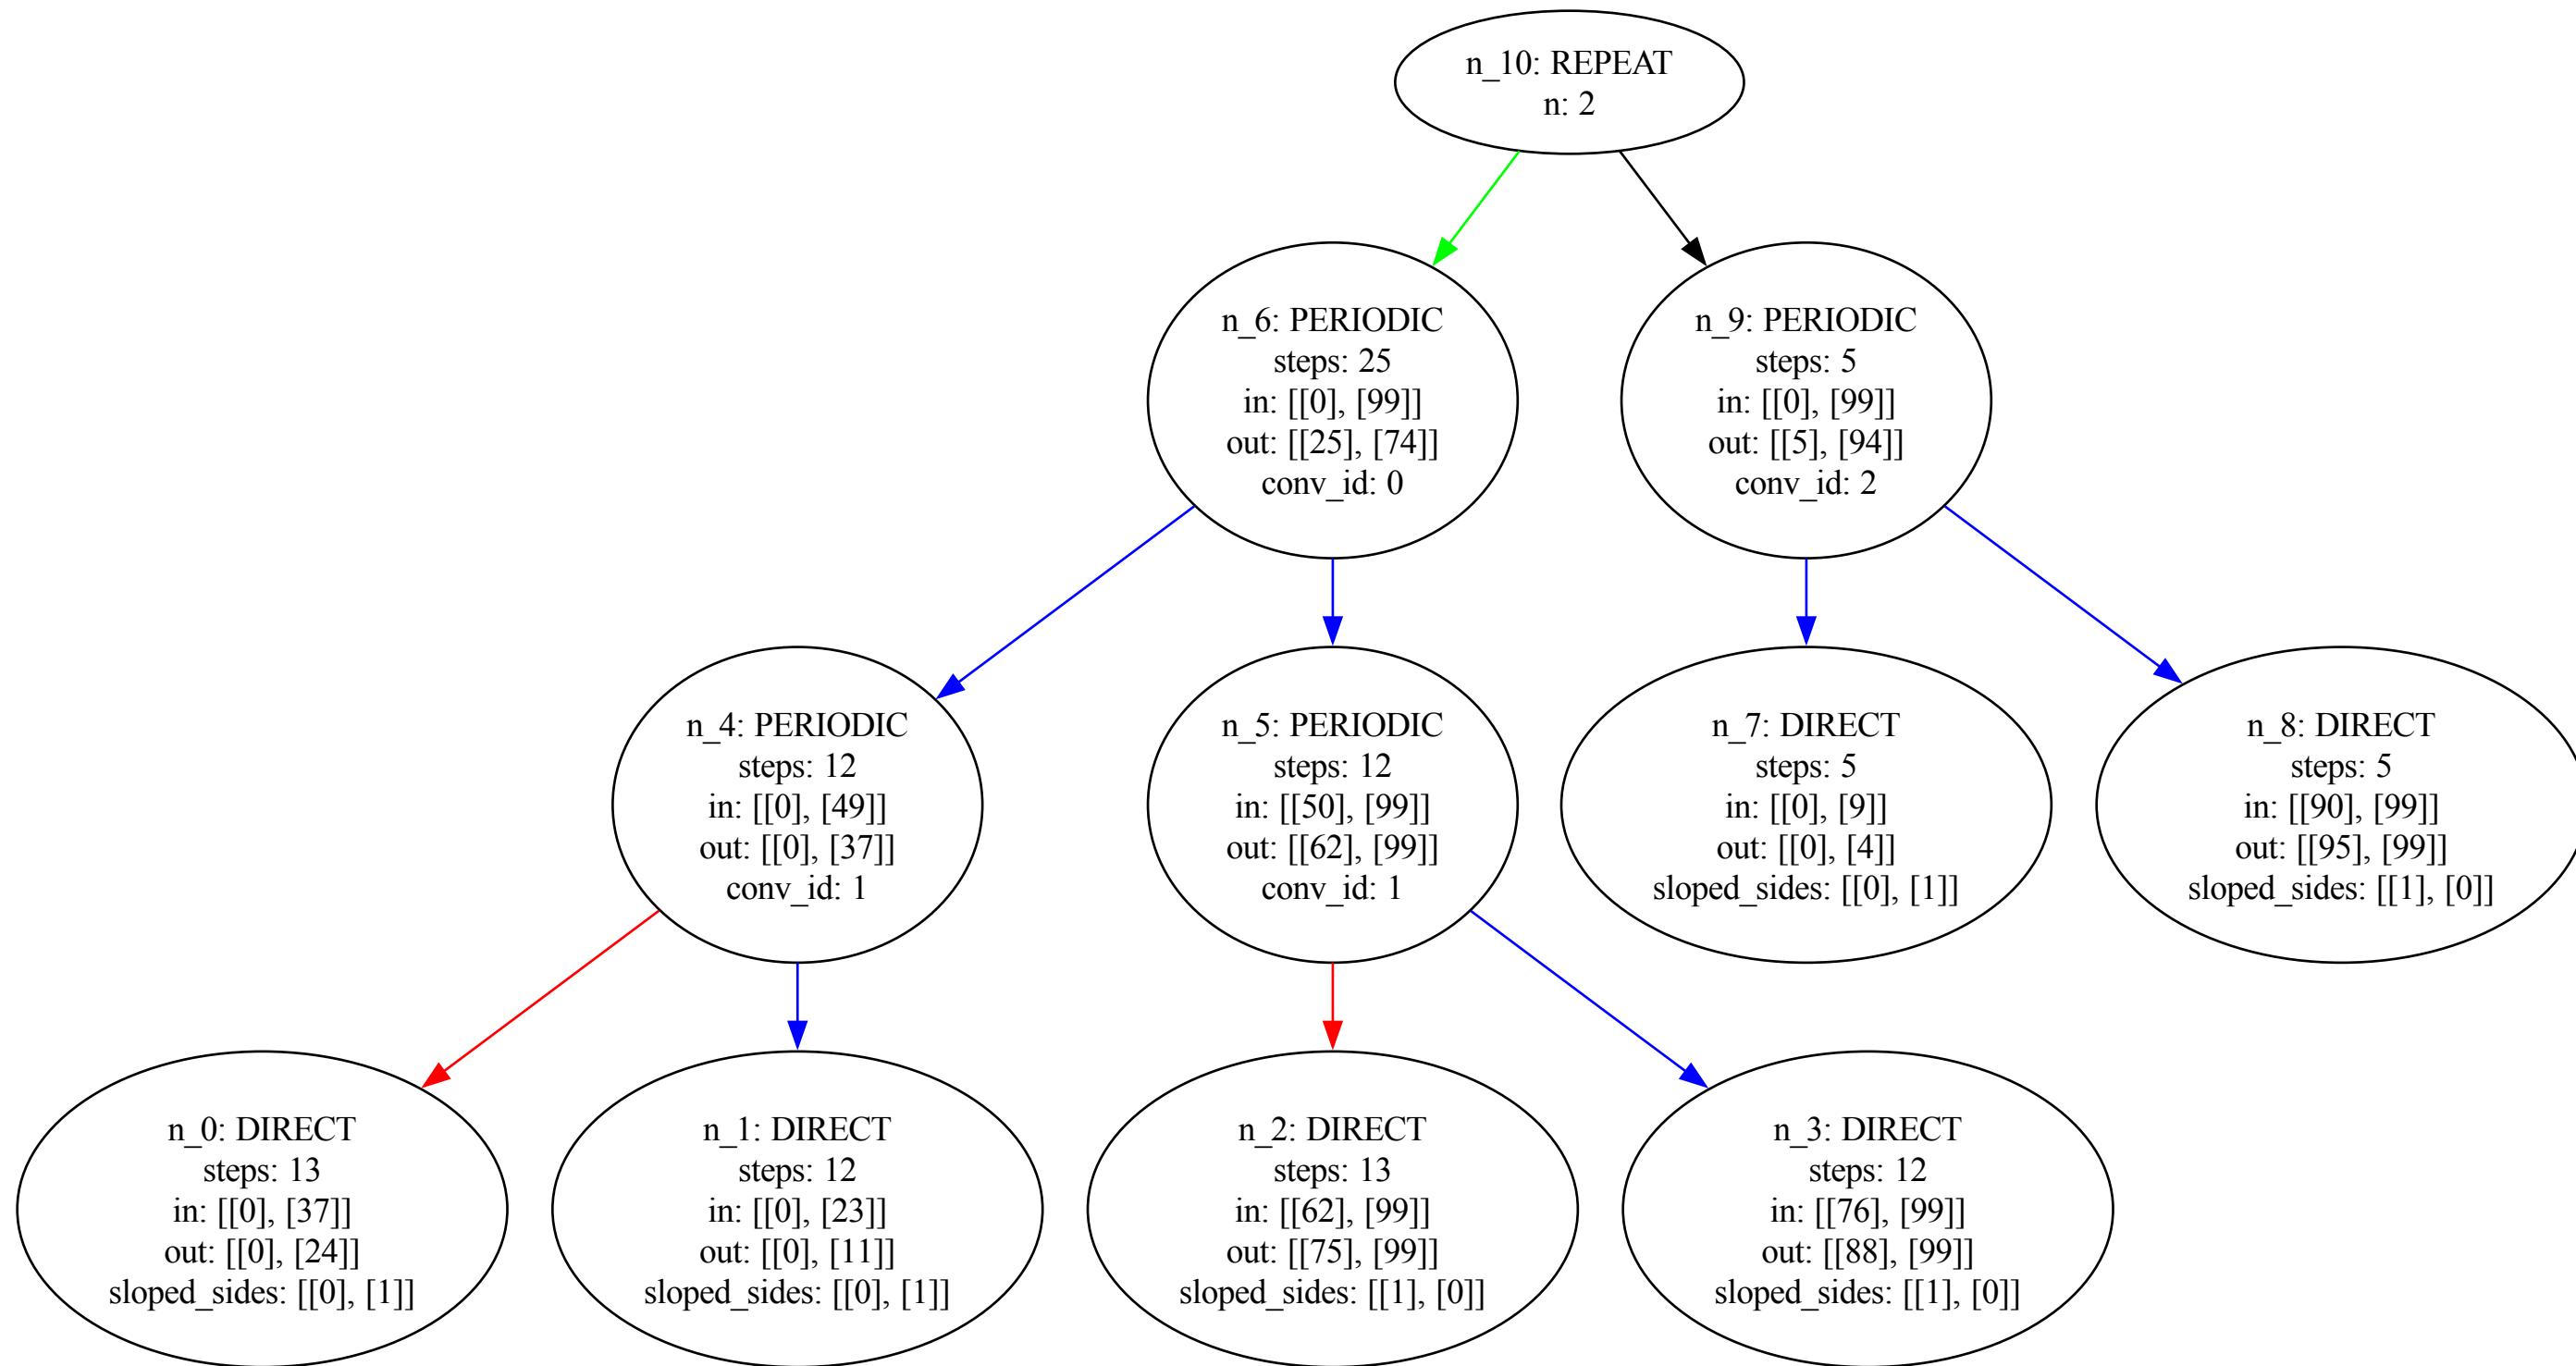 n_10: REPEAT
n: 2
n_6: PERIODIC
steps: 25
in: [[0], [99]]
out: [[25], [74]]
conv_id: 0
n_9: PERIODIC
steps: 5
in: [[0], [99]]
out: [[5], [94]]
conv_id: 2
n_4: PERIODIC
steps: 12
in: [[0], [49]]
out: [[0], [37]]
conv_id: 1
n_5: PERIODIC
steps: 12
in: [[50], [99]]
out: [[62], [99]]
conv_id: 1
n_7: DIRECT
steps: 5
in: [[0], [9]]
out: [[0], [4]]
sloped_sides: [[0], [1]]
n_8: DIRECT
steps: 5
in: [[90], [99]]
out: [[95], [99]]
sloped_sides: [[1], [0]]
n_0: DIRECT
steps: 13
in: [[0], [37]]
out: [[0], [24]]
sloped_sides: [[0], [1]]
n_1: DIRECT
steps: 12
in: [[0], [23]]
out: [[0], [11]]
sloped_sides: [[0], [1]]
n_2: DIRECT
steps: 13
in: [[62], [99]]
out: [[75], [99]]
sloped_sides: [[1], [0]]
n_3: DIRECT
steps: 12
in: [[76], [99]]
out: [[88], [99]]
sloped_sides: [[1], [0]]